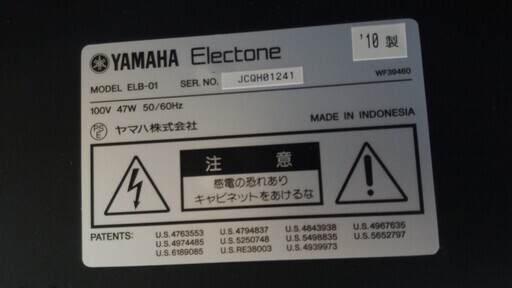 YAMAHA Electone
'10 製
MODEL ELB-01 SER. NO. JCQH01241 WF39460
100V 47W 50/60Hz
PSE ヤマハ株式会社 MADE IN INDONESIA
注 意
感電の恐れあり
キャビネットをあけるな
PATENTS: U.S.4763553 U.S.4794837 U.S.4843938 U.S.4967635
U.S.4974485 U.S.5250748 U.S.5498835 U.S.5652797
U.S.6189085 U.S.RE38003 U.S.4939973